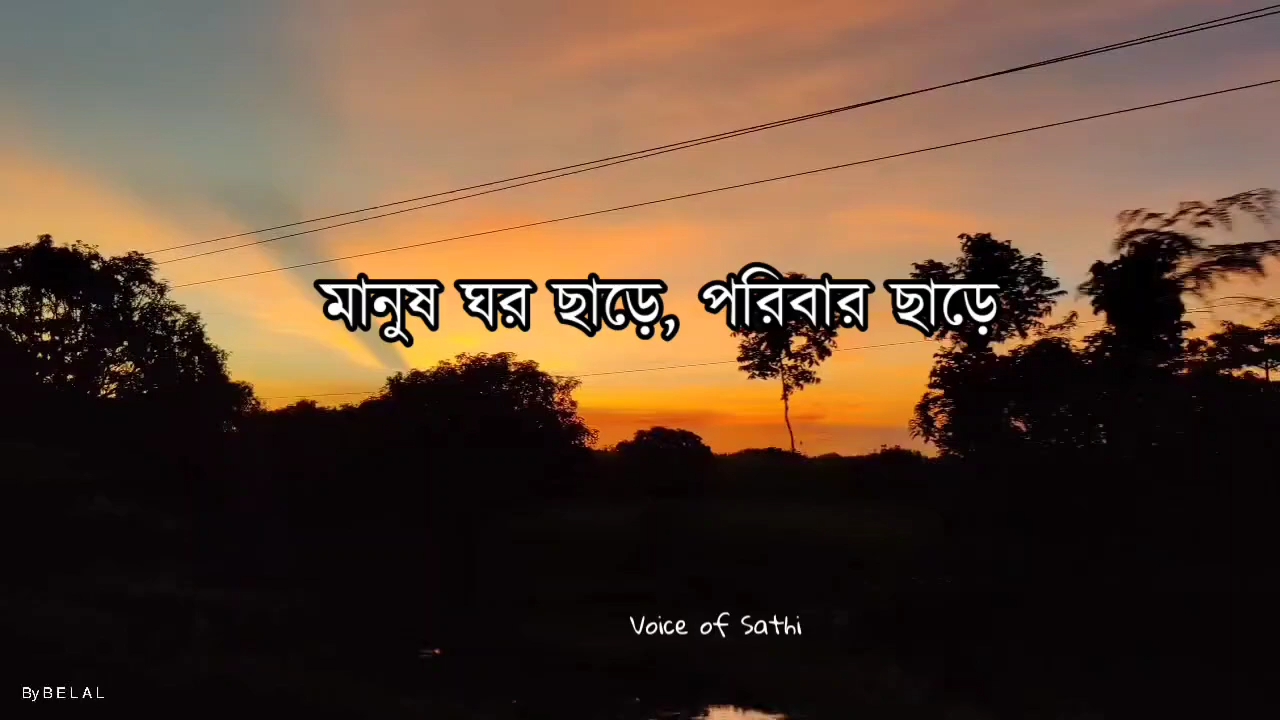 মানুষ ঘর ছাড়ে, পরিবার ছাড়ে
Voice of Sathi
By BELAL